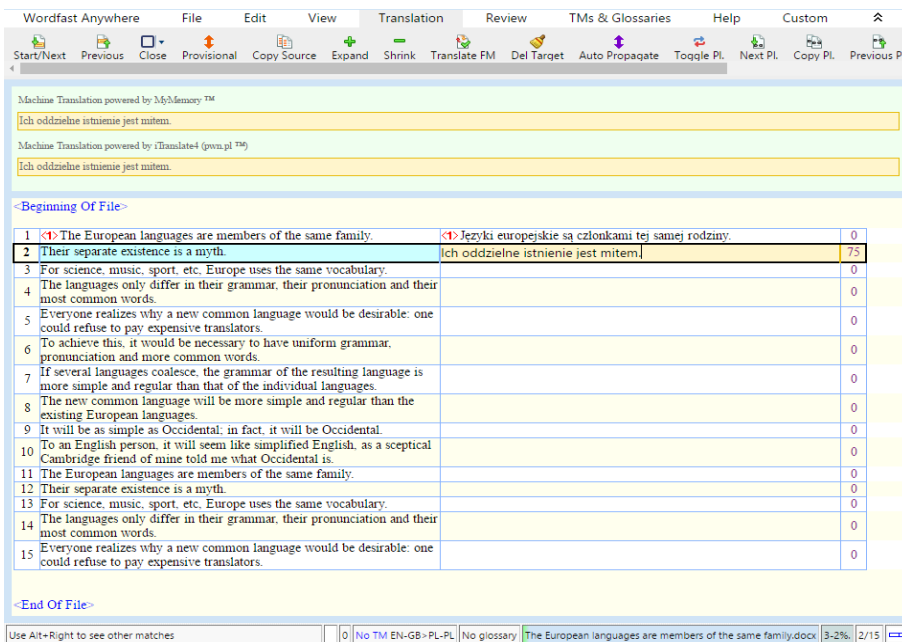 Wordfast Anywhere File Edit View Translation Review TMs & Glossaries Help Custom
Start/Next Previous Close Provisional Copy Source Expand Shrink Translate FM Del Target Auto Propagate Toggle Pl. Next Pl. Copy Pl. Previous P
Machine Translation powered by MyMemory ™
Ich oddzielne istnienie jest mitem.
Machine Translation powered by iTranslate4 (pwn.pl ™)
Ich oddzielne istnienie jest mitem.
<Beginning Of File>
1 <1>The European languages are members of the same family. <1>Języki europejskie są członkami tej samej rodziny. 0
2 Their separate existence is a myth. Ich oddzielne istnienie jest mitem. 75
3 For science, music, sport, etc, Europe uses the same vocabulary. 0
4 The languages only differ in their grammar, their pronunciation and their
most common words. 0
5 Everyone realizes why a new common language would be desirable: one
could refuse to pay expensive translators. 0
6 To achieve this, it would be necessary to have uniform grammar,
pronunciation and more common words. 0
7 If several languages coalesce, the grammar of the resulting language is
more simple and regular than that of the individual languages. 0
8 The new common language will be more simple and regular than the
existing European languages. 0
9 It will be as simple as Occidental; in fact, it will be Occidental. 0
10 To an English person, it will seem like simplified English, as a sceptical
Cambridge friend of mine told me what Occidental is. 0
11 The European languages are members of the same family. 0
12 Their separate existence is a myth. 0
13 For science, music, sport, etc, Europe uses the same vocabulary. 0
14 The languages only differ in their grammar, their pronunciation and their
most common words. 0
15 Everyone realizes why a new common language would be desirable: one
could refuse to pay expensive translators. 0
<End Of File>
Use Alt+Right to see other matches 0 No TM EN-GB>PL-PL No glossary The European languages are members of the same family.docx 3-2%. 2/15